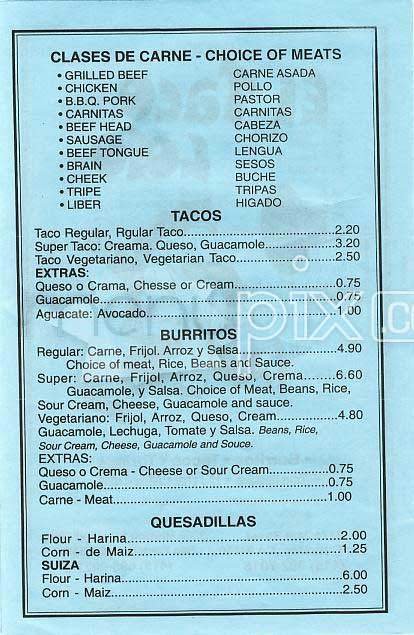 CLASES DE CARNE - CHOICE OF MEATS
• GRILLED BEEF CARNE ASADA
• CHICKEN POLLO
• B.B.Q. PORK PASTOR
• CARNITAS CARNITAS
• BEEF HEAD CABEZA
• SAUSAGE CHORIZO
• BEEF TONGUE LENGUA
• BRAIN SESOS
• CHEEK BUCHE
• TRIPE TRIPAS
• LIBER HIGADO
TACOS
Taco Regular, Rgular Taco...2.20
Super Taco: Creama. Queso, Guacamole...3.20
Taco Vegetariano, Vegetarian Taco...2.50
EXTRAS:
Queso o Crama, Chesse or Cream...0.75
Guacamole...0.75
Aguacate: Avocado...1.00
BURRITOS
Regular: Carne, Frijol. Arroz y Salsa...4.90
Choice of meat, Rice, Beans and Sauce.
Super: Carne, Frijol, Arroz, Queso, Crema...6.60
Guacamole, y Salsa. Choice of Meat, Beans, Rice,
Sour Cream, Cheese, Guacamole and sauce.
Vegetariano: Frijol, Arroz, Queso, Cream...4.80
Guacamole, Lechuga, Tomate y Salsa. Beans, Rice,
Sour Cream, Cheese, Guacamole and Souce.
EXTRAS:
Queso o Crema - Cheese or Sour Cream...0.75
Guacamole...0.75
Carne - Meat...1.00
QUESADILLAS
Flour - Harina...2.00
Corn - de Maiz...1.25
SUIZA
Flour - Harina...6.00
Corn - Maiz...2.50